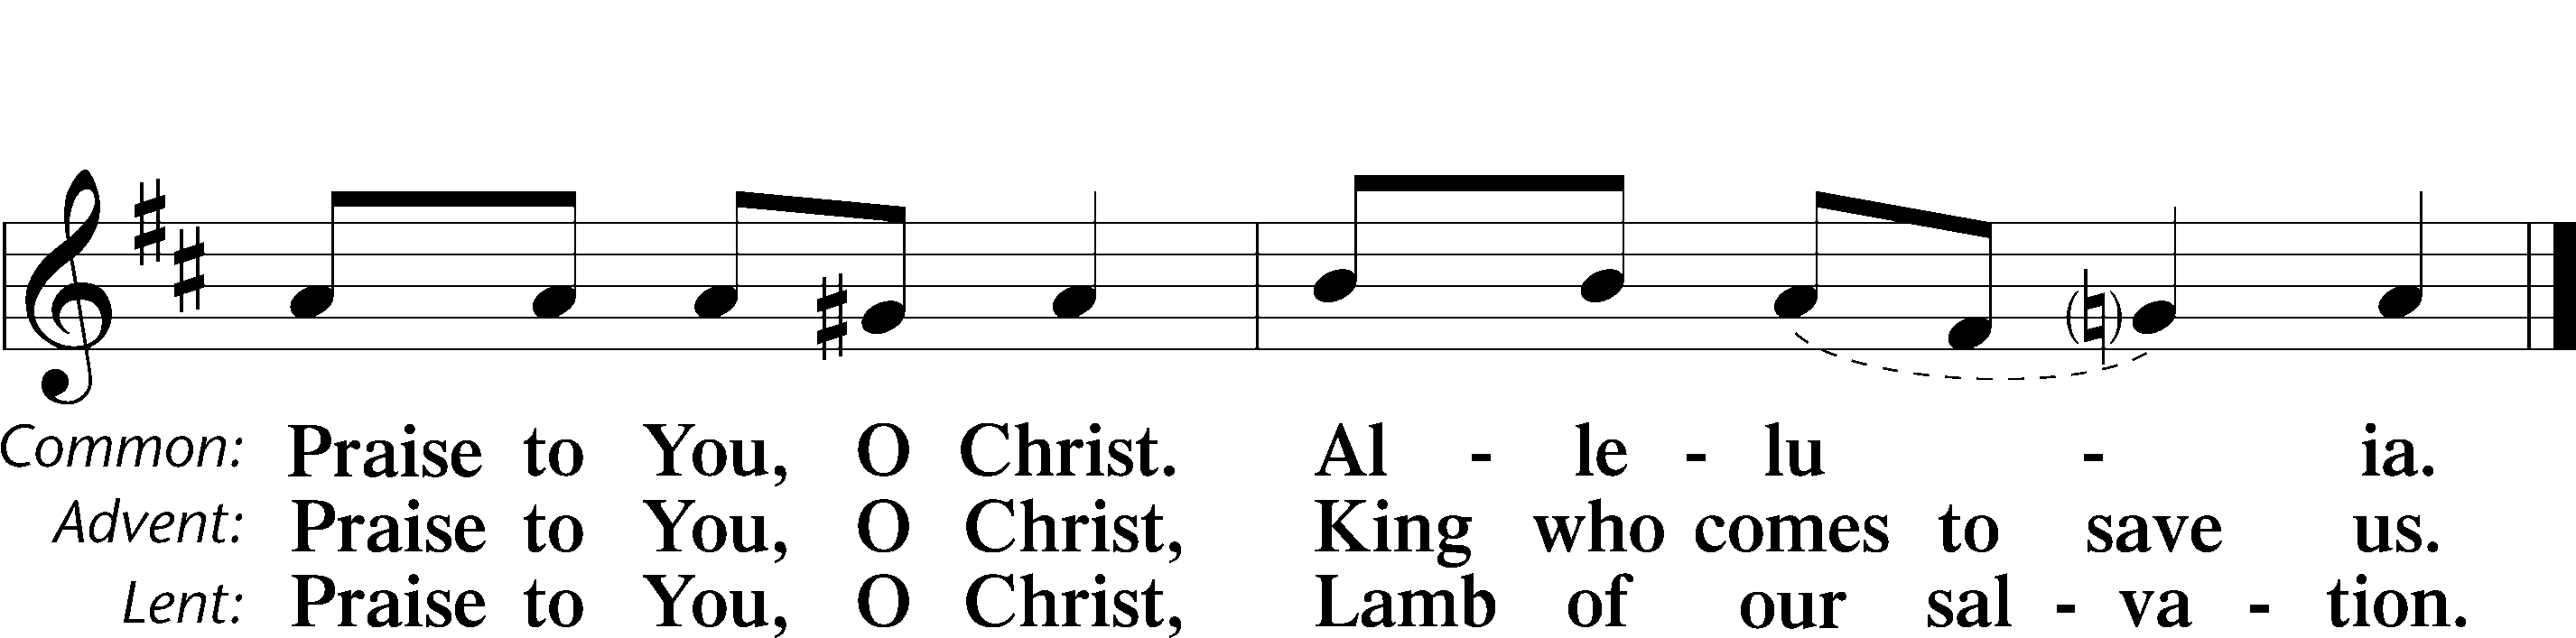 Common: Praise to You, O Christ. Al - le - lu - ia.
Advent: Praise to You, O Christ, King who comes to save us.
Lent: Praise to You, O Christ, Lamb of our sal - va - tion.